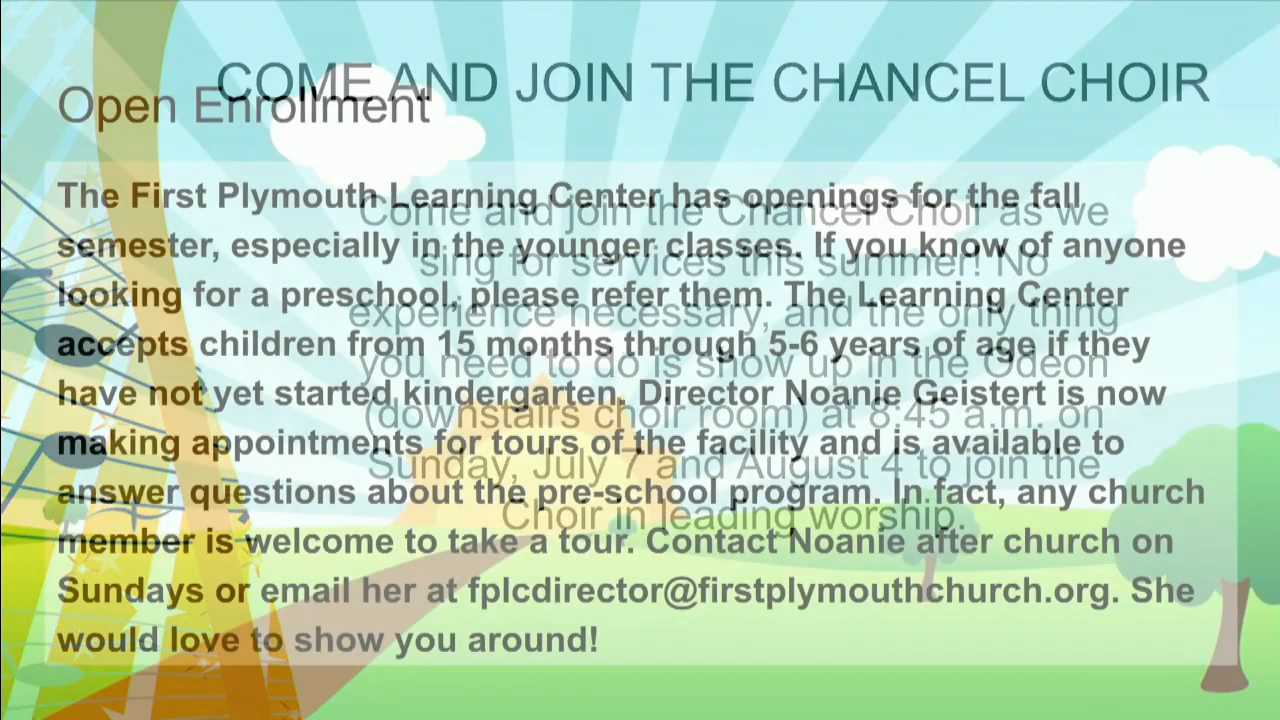 COME AND JOIN THE CHANCEL CHOIR
Open Enrollment
The First Plymouth Learning Center has openings for the fall
semester, especially in the younger classes. If you know of anyone
looking for a preschool, please refer them. The Learning Center
accepts children from 15 months through 5-6 years of age if they
have not yet started kindergarten. Director Noanie Geistert is now
making appointments for tours of the facility and is available to
answer questions about the pre-school program. In fact, any church
member is welcome to take a tour. Contact Noanie after church on
Sundays or email her at fplcdirector@firstplymouthchurch.org. She
would love to show you around!
Come and join the Chancel Choir as we
sing for services this summer! No
experience necessary, and the only thing
you need to do is show up in the Odeon
(downstairs choir room) at 8:45 a.m. on
Sunday, July 7 and August 4 to join the
Choir in leading worship.